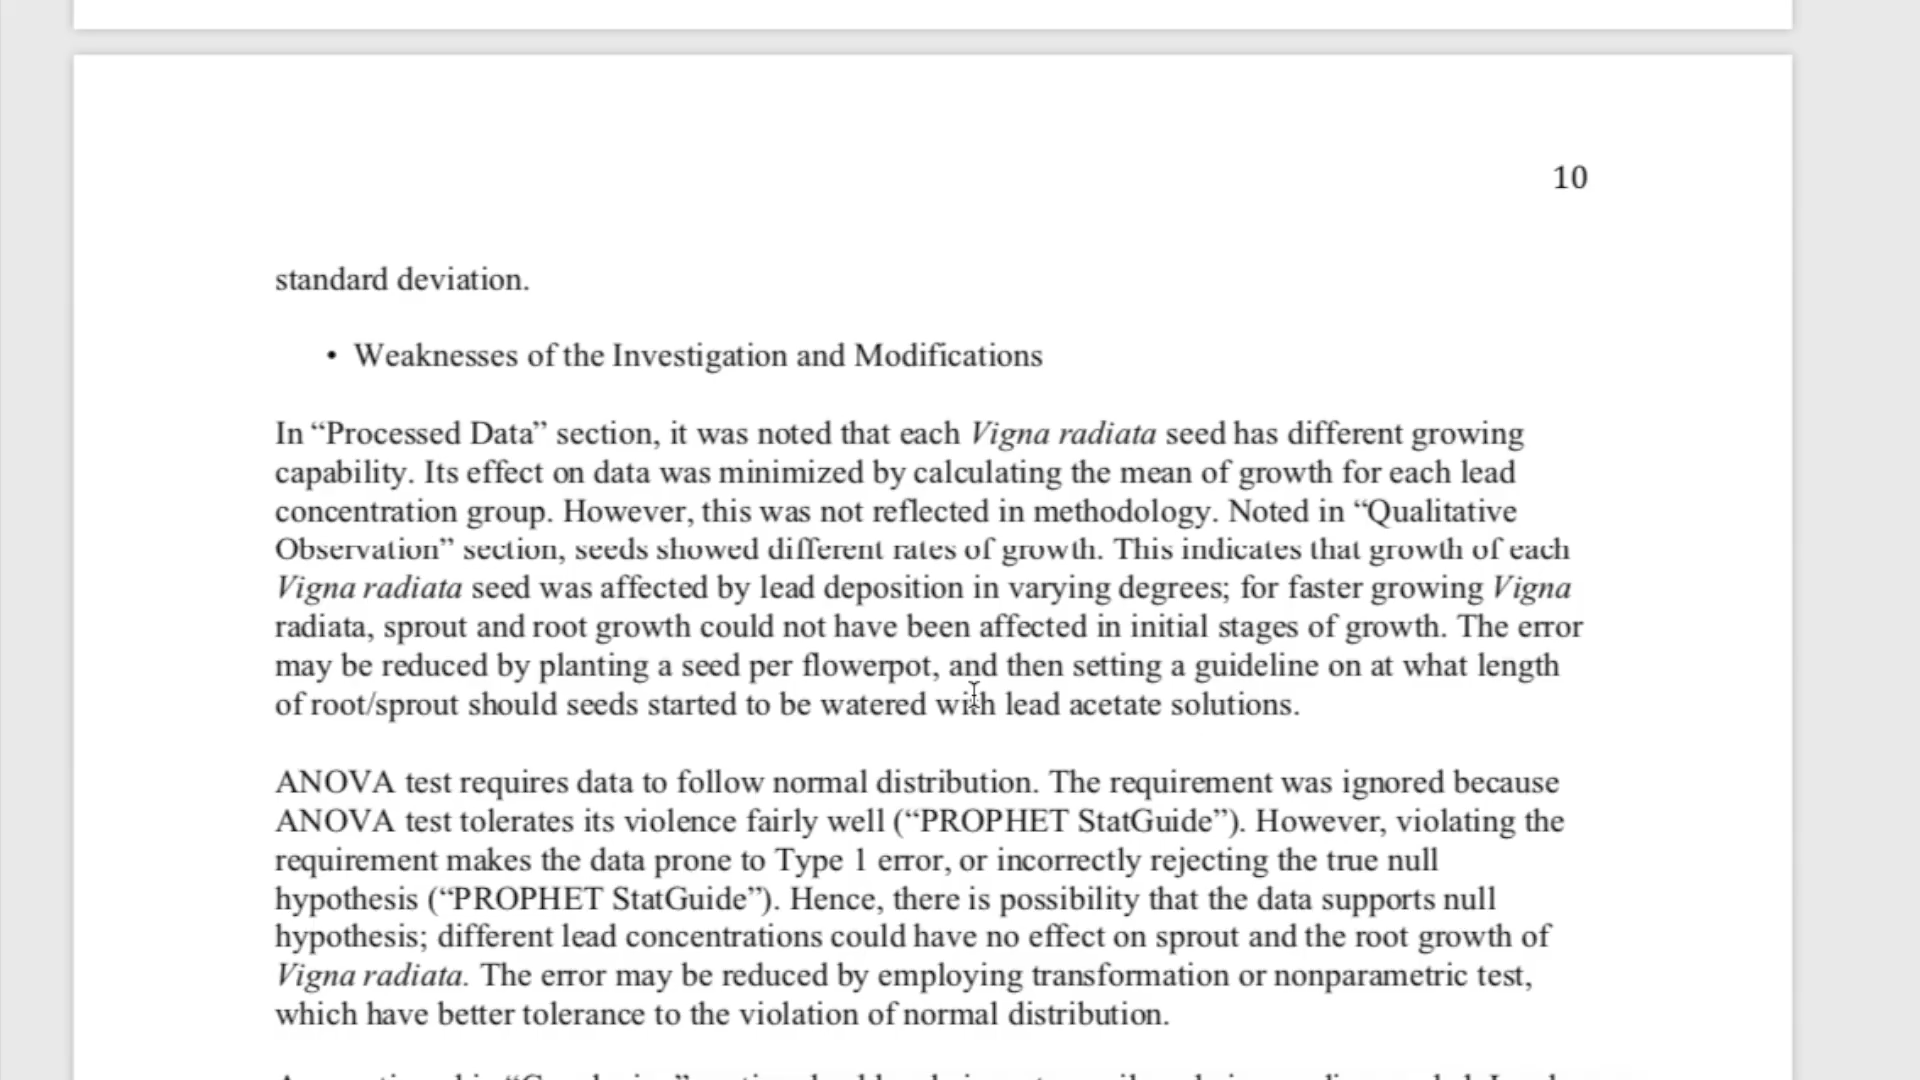 10
standard deviation.
• Weaknesses of the Investigation and Modifications
In “Processed Data” section, it was noted that each Vigna radiata seed has different growing
capability. Its effect on data was minimized by calculating the mean of growth for each lead
concentration group. However, this was not reflected in methodology. Noted in “Qualitative
Observation” section, seeds showed different rates of growth. This indicates that growth of each
Vigna radiata seed was affected by lead deposition in varying degrees; for faster growing Vigna
radiata, sprout and root growth could not have been affected in initial stages of growth. The error
may be reduced by planting a seed per flowerpot, and then setting a guideline on at what length
of root/sprout should seeds started to be watered with lead acetate solutions.
ANOVA test requires data to follow normal distribution. The requirement was ignored because
ANOVA test tolerates its violence fairly well (“PROPHET StatGuide”). However, violating the
requirement makes the data prone to Type 1 error, or incorrectly rejecting the true null
hypothesis (“PROPHET StatGuide”). Hence, there is possibility that the data supports null
hypothesis; different lead concentrations could have no effect on sprout and the root growth of
Vigna radiata. The error may be reduced by employing transformation or nonparametric test,
which have better tolerance to the violation of normal distribution.